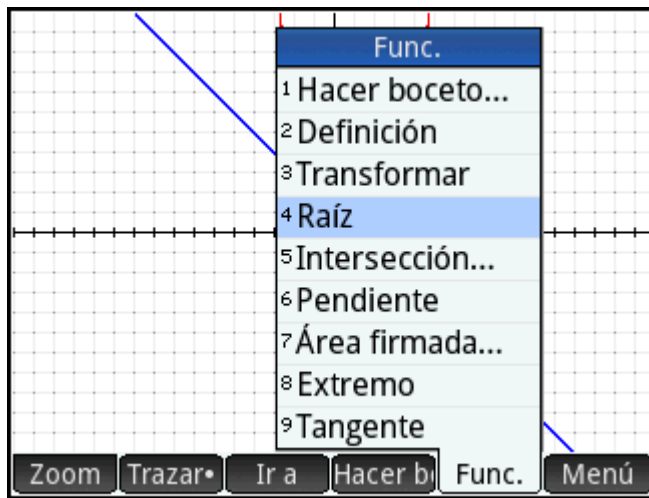 Func.
1 Hacer boceto...
2 Definición
3 Transformar
4 Raíz
5 Intersección...
6 Pendiente
7 Área firmada...
8 Extremo
9 Tangente
Zoom Trazar• Ir a Hacer b Func. Menú